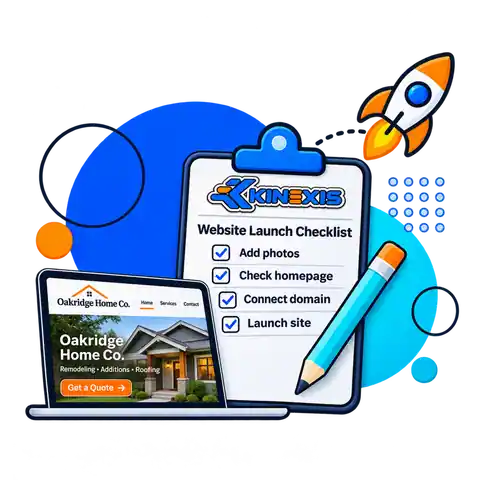 KINEXIS
Website Launch Checklist
Add photos
Check homepage
Connect domain
Launch site
Oakridge Home Co.
Home Services Contact
Oakridge
Home Co.
Remodeling • Additions • Roofing
Get a Quote →